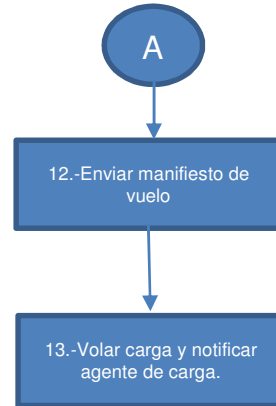 A
12.-Enviar manifiesto de
vuelo
13.-Volar carga y notificar
agente de carga.